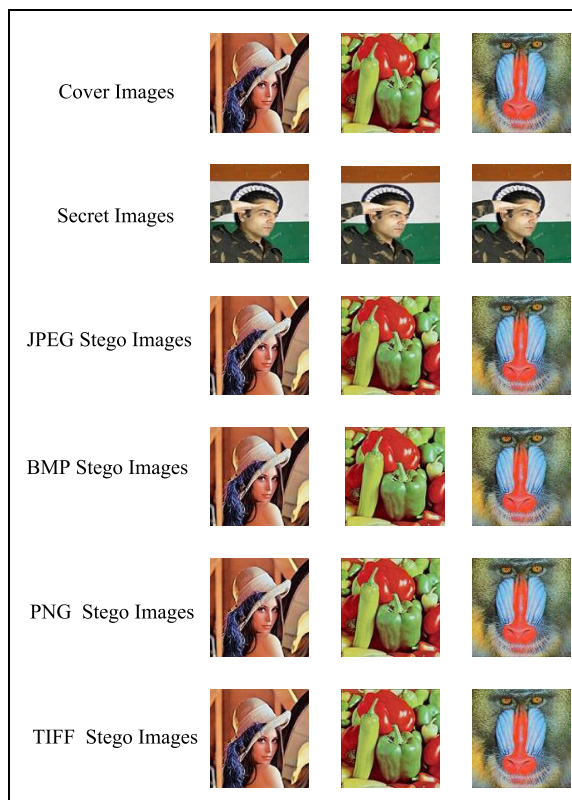 Cover Images
Secret Images
JPEG Stego Images
BMP Stego Images
PNG  Stego Images
TIFF  Stego Images